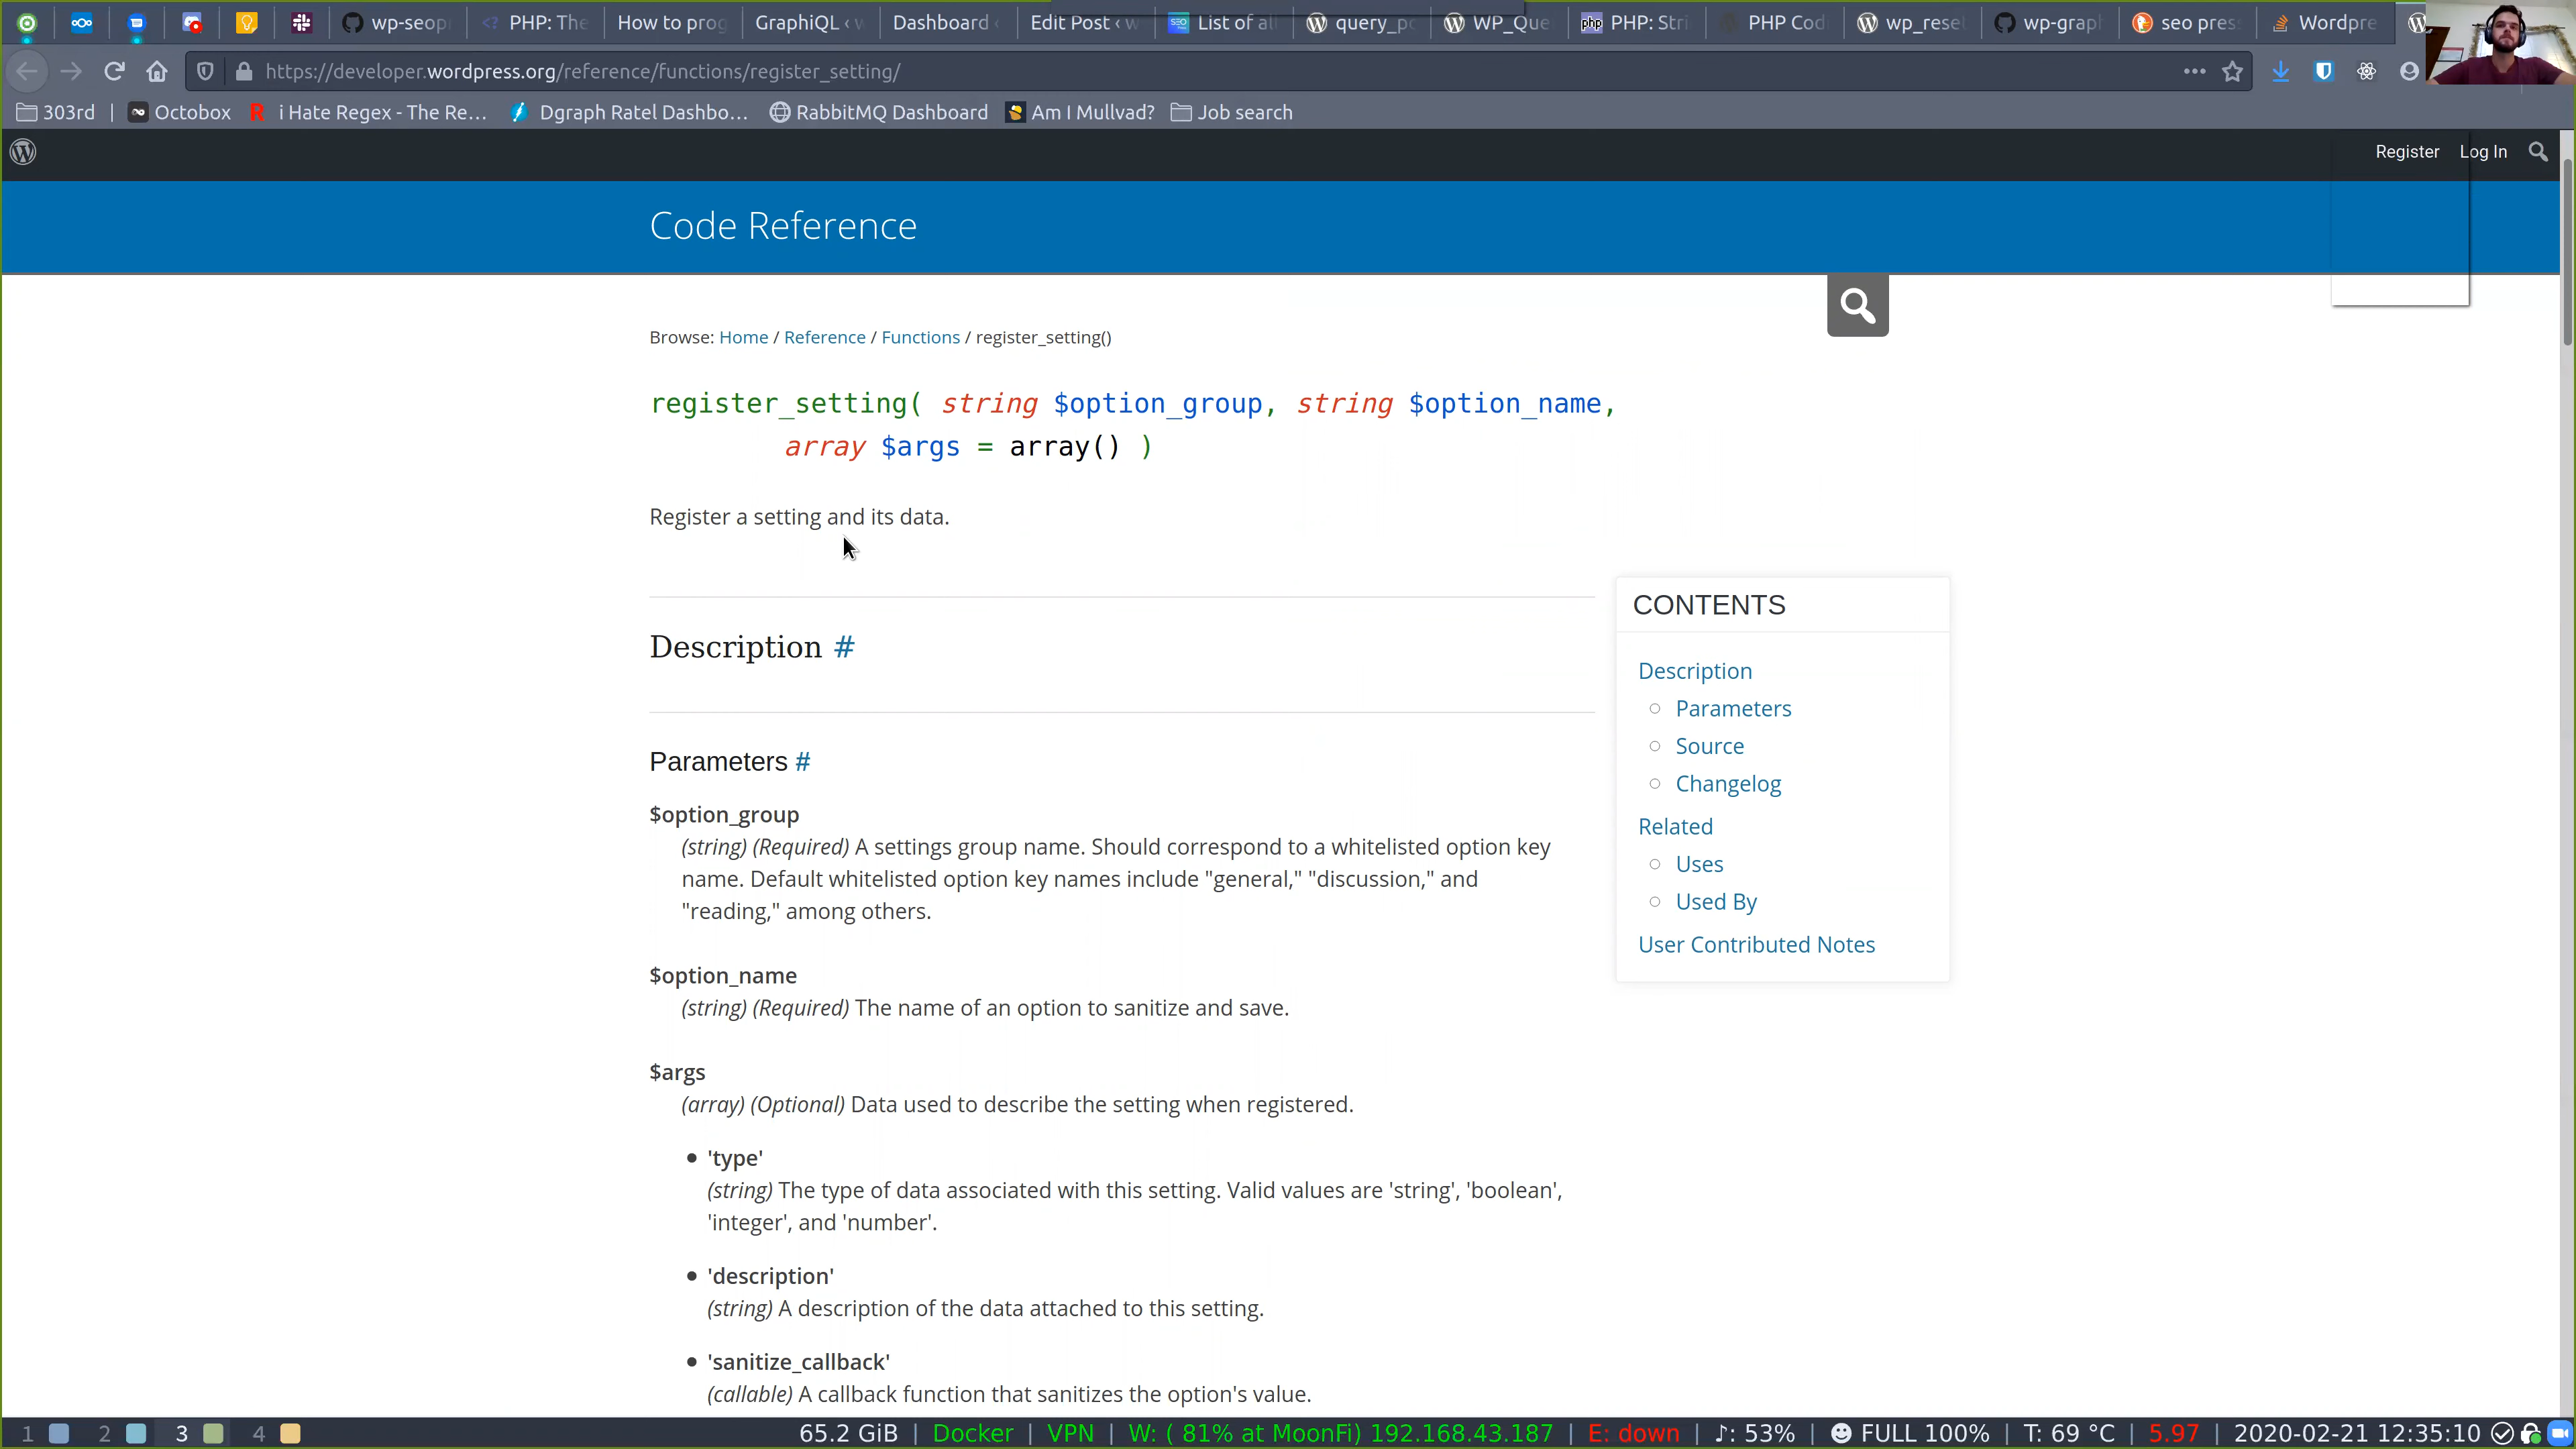 wp-seop PHP: The How to prog GraphiQL ‹ w Dashboard ‹ Edit Post ‹ w List of al query_po WP_Que PHP: Stri PHP Cod wp_rese wp-grap seo pres Wordpre
https://developer.wordpress.org/reference/functions/register_setting/
303rd | Octobox i Hate Regex - The Re... Dgraph Ratel Dashbo... RabbitMQ Dashboard Am I Mullvad? Job search
Register Log In
Code Reference
Browse: Home / Reference / Functions / register_setting()
register_setting( string $option_group, string $option_name,
array $args = array() )
Register a setting and its data.
Description #
Parameters #
$option_group
(string) (Required) A settings group name. Should correspond to a whitelisted option key
name. Default whitelisted option key names include "general," "discussion," and
"reading," among others.
$option_name
(string) (Required) The name of an option to sanitize and save.
$args
(array) (Optional) Data used to describe the setting when registered.
'type'
(string) The type of data associated with this setting. Valid values are 'string', 'boolean',
'integer', and 'number'.
'description'
(string) A description of the data attached to this setting.
'sanitize_callback'
(callable) A callback function that sanitizes the option's value.
CONTENTS
Description
Parameters
Source
Changelog
Related
Uses
Used By
User Contributed Notes
1 2 3 4 65.2 GiB | Docker | VPN | W: ( 81% at MoonFi) 192.168.43.187 | E: down | ♪: 53% | FULL 100% | T: 69 °C | 5.97 | 2020-02-21 12:35:10